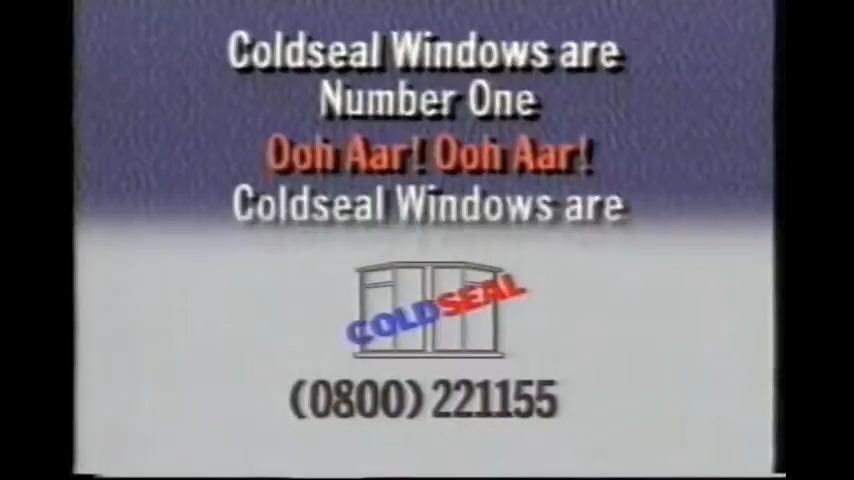 Coldseal Windows are
Number One
Ooh Aar! Ooh Aar!
Coldseal Windows are
COLDSEAL
(0800) 221155